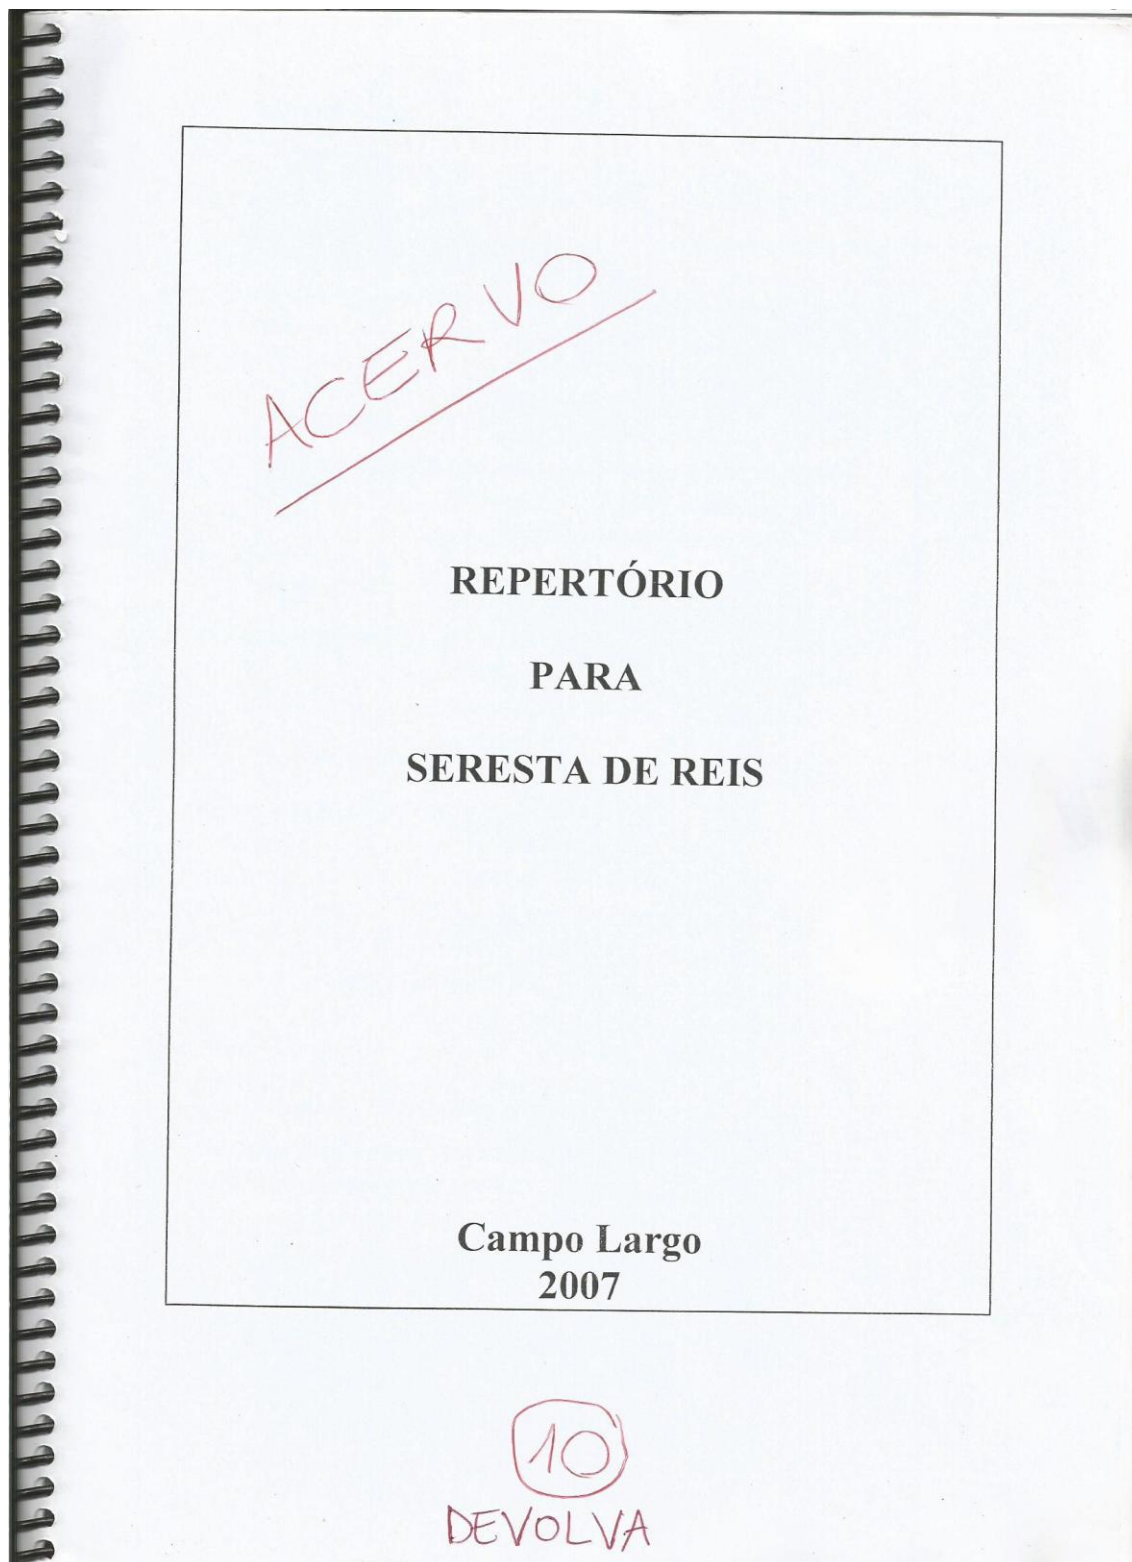 ACERVO
REPERTÓRIO
PARA
SERESTA DE REIS
Campo Largo
2007
10
DEVOLVA